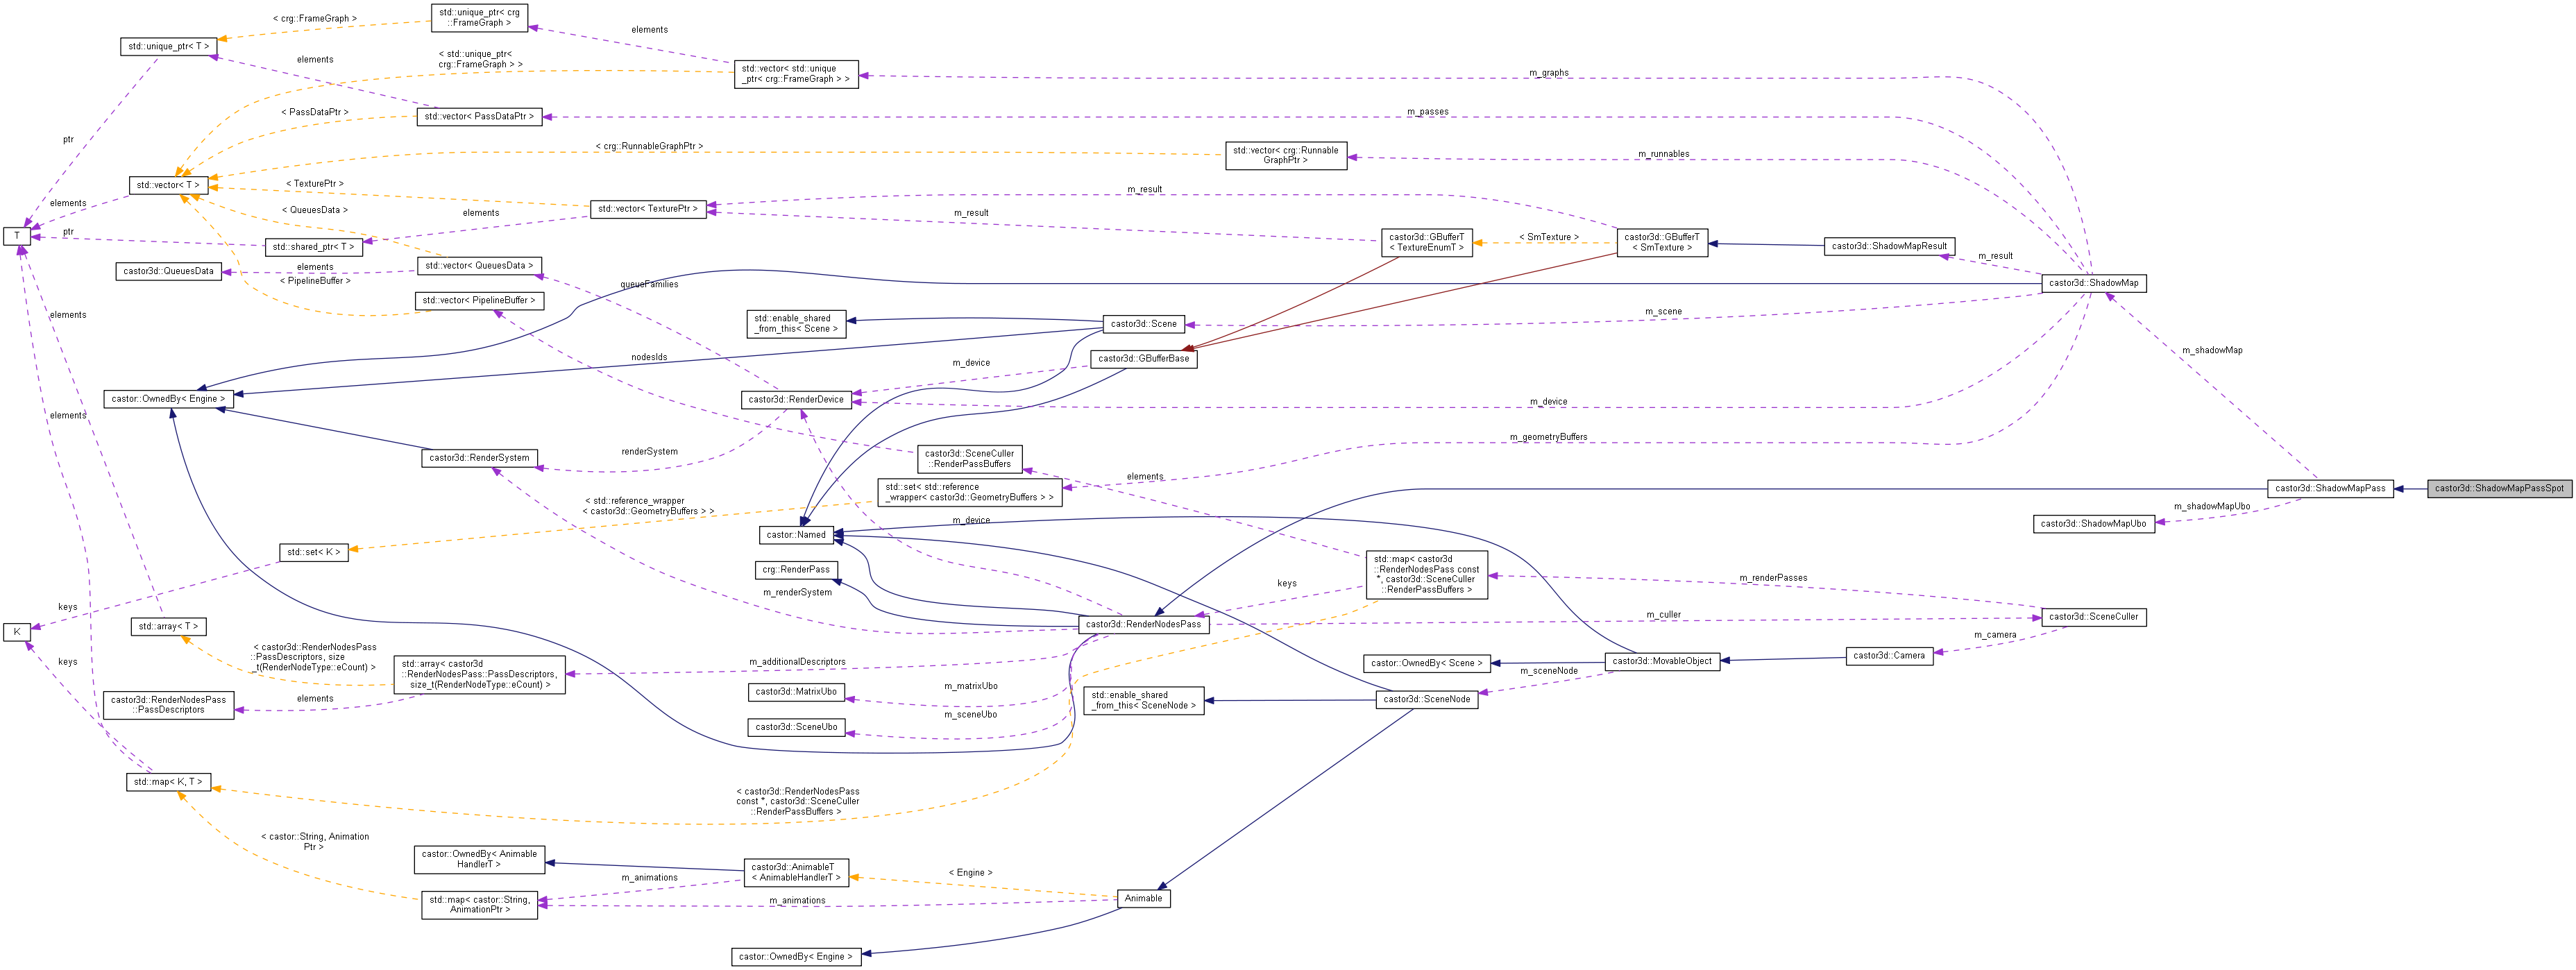 std::unique_ptr< crg
::FrameGraph >
< crg::FrameGraph >
elements
std::unique_ptr< T >
< std::unique_ptr<
crg::FrameGraph > >
elements
std::vector< std::unique
_ptr< crg::FrameGraph > >
m_graphs
< PassDataPtr >
std::vector< PassDataPtr >
m_passes
ptr
< crg::RunnableGraphPtr >
std::vector< crg::Runnable
GraphPtr >
m_runnables
std::vector< T >
< TexturePtr >
m_result
elements
< QueuesData >
elements
std::vector< TexturePtr >
m_result
T
ptr
std::shared_ptr< T >
castor3d::GBufferT
< TextureEnumT >
< SmTexture >
castor3d::GBufferT
< SmTexture >
castor3d::ShadowMapResult
m_result
castor3d::QueuesData
elements
std::vector< QueuesData >
< PipelineBuffer >
queueFamilies
castor3d::ShadowMap
std::vector< PipelineBuffer >
elements
std::enable_shared
_from_this< Scene >
castor3d::Scene
m_scene
nodesIds
m_device
castor3d::GBufferBase
m_shadowMap
castor::OwnedBy< Engine >
castor3d::RenderDevice
m_device
elements
m_geometryBuffers
castor3d::RenderSystem
renderSystem
castor3d::SceneCuller
::RenderPassBuffers
elements
std::set< std::reference
_wrapper< castor3d::GeometryBuffers > >
castor3d::ShadowMapPass
castor3d::ShadowMapPassSpot
< std::reference_wrapper
< castor3d::GeometryBuffers > >
m_shadowMapUbo
m_device
castor3d::ShadowMapUbo
castor::Named
std::set< K >
crg::RenderPass
std::map< castor3d
::RenderNodesPass const
*, castor3d::SceneCuller
::RenderPassBuffers >
m_renderPasses
keys
m_renderSystem
keys
K
std::array< T >
castor3d::RenderNodesPass
m_culler
castor3d::SceneCuller
m_camera
< castor3d::RenderNodesPass
::PassDescriptors, size
_t(RenderNodeType::eCount) >
keys
std::array< castor3d
::RenderNodesPass::PassDescriptors,
size_t(RenderNodeType::eCount) >
m_additionalDescriptors
castor::OwnedBy< Scene >
castor3d::MovableObject
castor3d::Camera
m_sceneNode
castor3d::RenderNodesPass
::PassDescriptors
elements
castor3d::MatrixUbo
m_matrixUbo
std::enable_shared
_from_this< SceneNode >
castor3d::SceneNode
castor3d::SceneUbo
m_sceneUbo
std::map< K, T >
< castor3d::RenderNodesPass
const *, castor3d::SceneCuller
::RenderPassBuffers >
< castor::String, Animation
Ptr >
castor::OwnedBy< Animable
HandlerT >
castor3d::AnimableT
< AnimableHandlerT >
< Engine >
m_animations
std::map< castor::String,
AnimationPtr >
m_animations
Animable
castor::OwnedBy< Engine >